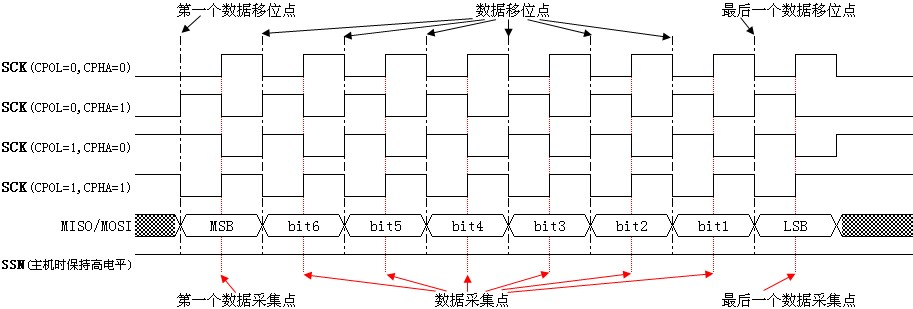 第一个数据移位点 数据移位点 最后一个数据移位点
SCK(CPOL=0,CPHA=0)
SCK(CPOL=0,CPHA=1)
SCK(CPOL=1,CPHA=0)
SCK(CPOL=1,CPHA=1)
MISO/MOSI MSB bit6 bit5 bit4 bit3 bit2 bit1 LSB
SSN(主机时保持高电平)
第一个数据采集点 数据采集点 最后一个数据采集点